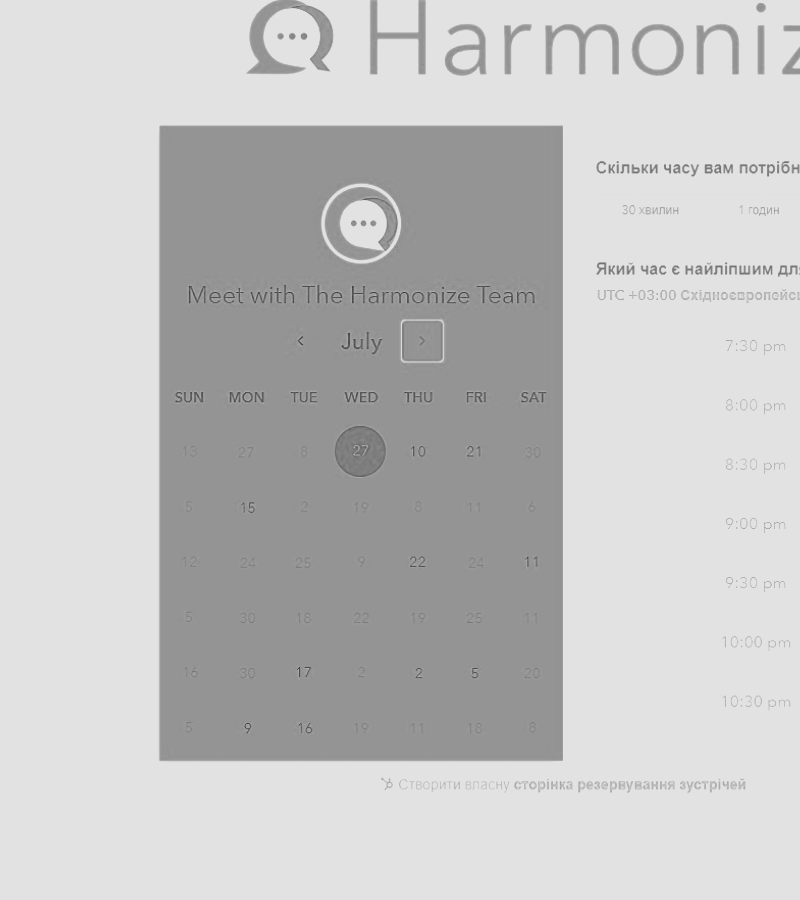 Harmoniz
Meet with The Harmonize Team
July
SUN MON TUE WED THU FRI SAT
13 27 8 27 10 21 30
5 15 2 19 8 11 6
12 24 25 9 22 24 11
5 30 18 22 19 25 11
16 30 17 2 2 5 20
5 9 16 19 11 18 8
Скільки часу вам потрібн
30 хвилин 1 годин
Який час є найліпшим для
UTC +03:00 Східноєвропейсь
7:30 pm
8:00 pm
8:30 pm
9:00 pm
9:30 pm
10:00 pm
10:30 pm
Створити власну сторінка резервування зустрічей